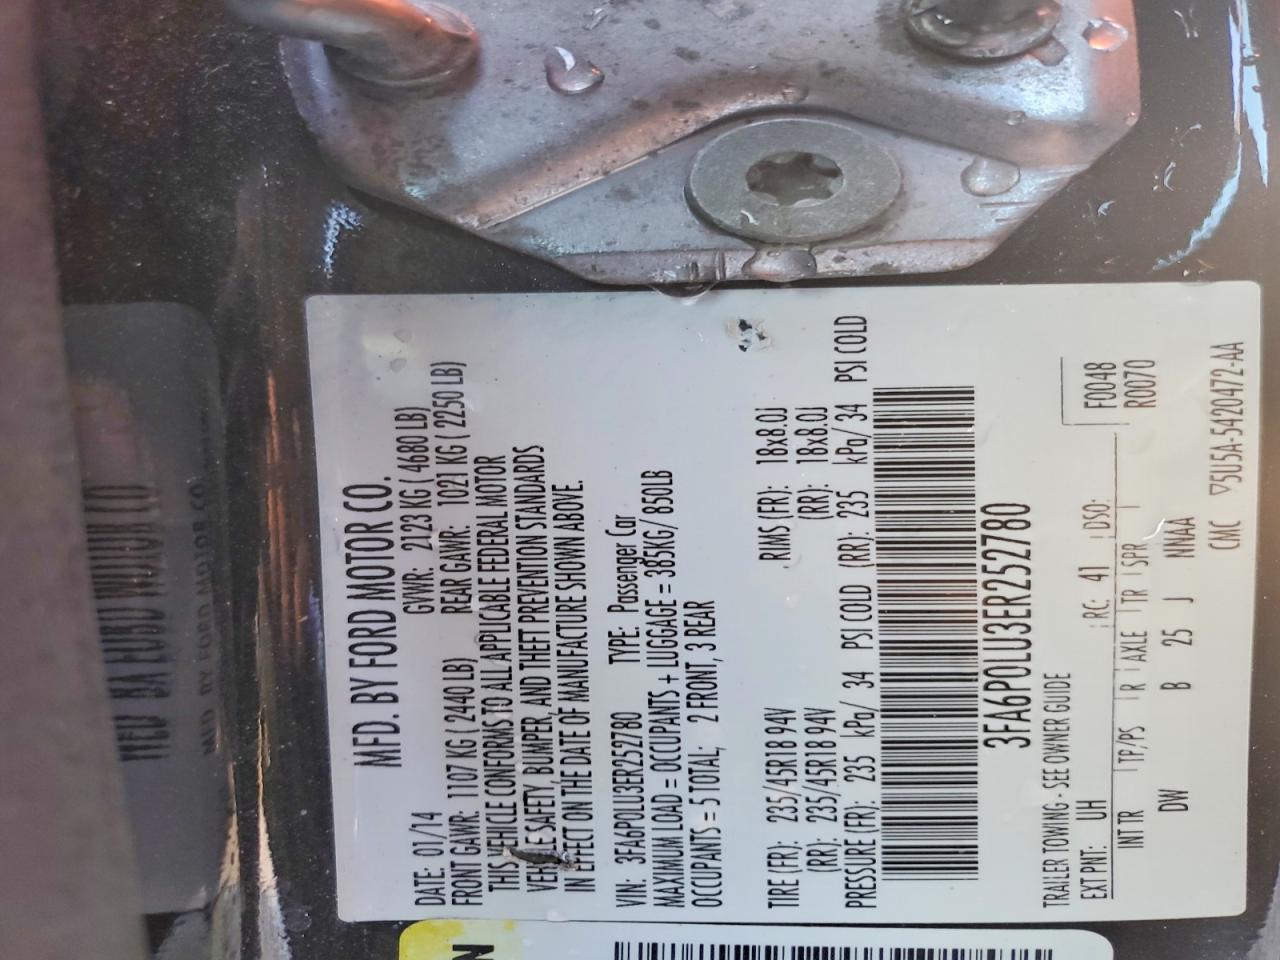 MFD. BY FORD MOTOR CO.
DATE: 01/14 GVWR: 2123 KG ( 4680 LB)
FRONT GAWR: 1107 KG ( 2440 LB) REAR GAWR: 1021 KG ( 2250 LB)
THIS VEHICLE CONFORMS TO ALL APPLICABLE FEDERAL MOTOR
VEHICLE SAFETY, BUMPER, AND THEFT PREVENTION STANDARDS
IN EFFECT ON THE DATE OF MANUFACTURE SHOWN ABOVE.
VIN: 3FA6P0LU3ER252780 TYPE: Passenger Car
MAXIMUM LOAD = OCCUPANTS + LUGGAGE = 385KG/ 850LB
OCCUPANTS = 5 TOTAL; 2 FRONT, 3 REAR
TIRE (FR): 235/45R18 94V RMS (FR): 18x8.0J
(RR): 235/45R18 94V (RR): 18x8.0J
PRESSURE (FR): 235 kPa/ 34 PSI COLD (RR): 235 kPa/ 34 PSI COLD
3FA6P0LU3ER252780
TRAILER TOWING - SEE OWNER GUIDE
F0048
EXT PNT: UH RC: 41 DSO: R0070
INT TR TP/PS R AXLE TR SPR
DW B 25 J NNAA
CMC ▽5U5A-5420472-AA
MFD BY FORD MOTOR CO
N